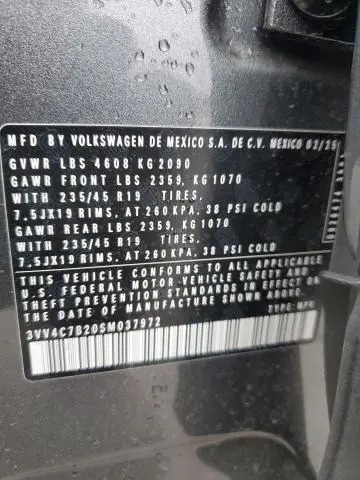 MFD BY VOLKSWAGEN DE MEXICO S.A. DE C.V. MEXICO 02/25
GVWR LBS 4608 KG 2090
GAWR FRONT LBS 2359, KG 1070
WITH 235/45 R19 TIRES,
7.5JX19 RIMS, AT 260 KPA, 38 PSI COLD
GAWR REAR LBS 2359, KG 1070
WITH 235/45 R19 TIRES,
7.5JX19 RIMS, AT 260 KPA, 38 PSI COLD
THIS VEHICLE CONFORMS TO ALL APPLICABLE
U.S. FEDERAL MOTOR VEHICLE SAFETY AND
THEFT PREVENTION STANDARDS IN EFFECT ON
THE DATE OF MANUFACTURE SHOWN ABOVE
3VV4C7B20SM037972 TYPE